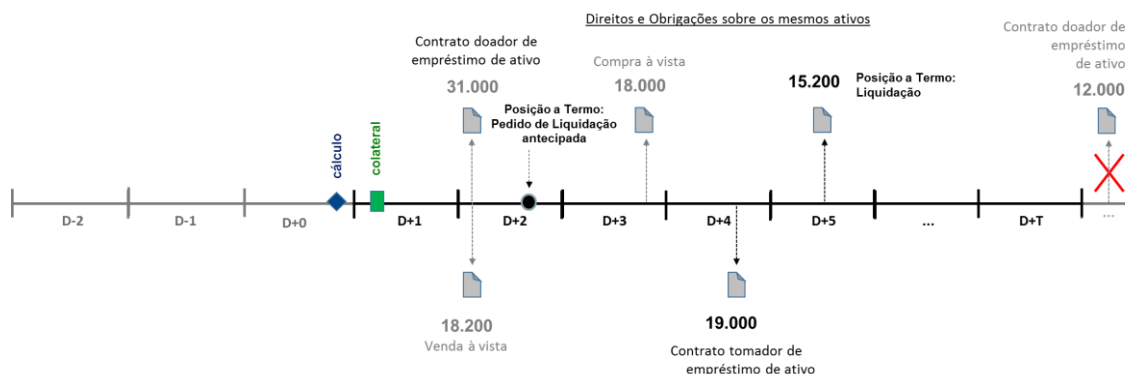 Direitos e Obrigações sobre os mesmos ativos
Contrato doador de
empréstimo de ativo
31.000
Compra à vista
18.000
15.200
Posição a Termo:
Liquidação
Contrato doador de
empréstimo
de ativo
12.000
Posição a Termo:
Pedido de Liquidação
antecipada
cálculo
colateral
D-2
D-1
D+0
D+1
D+2
D+3
D+4
D+5
...
D+T
...
18.200
Venda à vista
19.000
Contrato tomador de
empréstimo de ativo